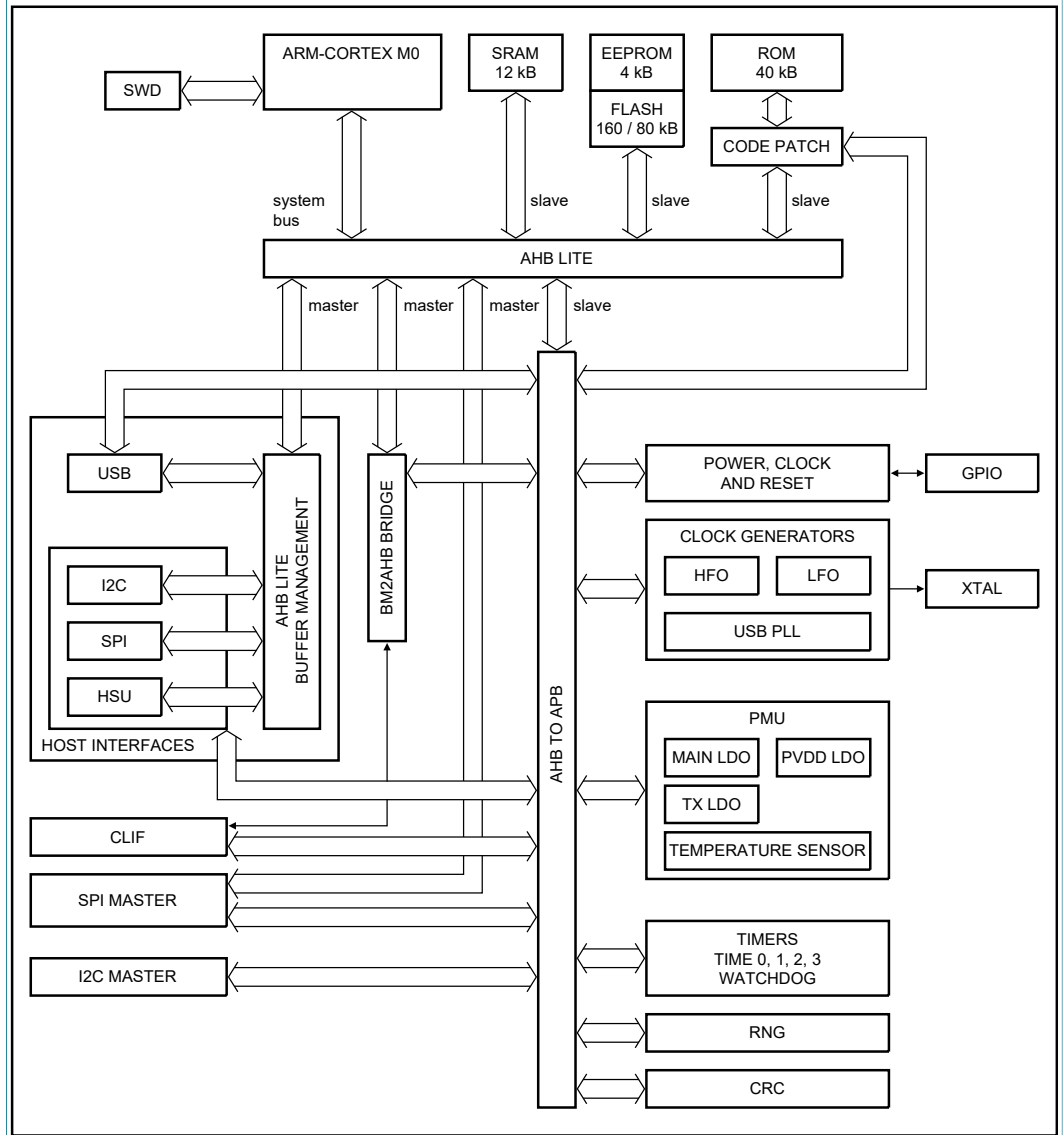 ARM-CORTEX M0
SRAM
12 kB
EEPROM
4 kB
ROM
40 kB
SWD
FLASH
160 / 80 kB
CODE PATCH
system
bus
slave
slave
slave
AHB LITE
master
master
master
slave
USB
AHB LITE
BUFFER MANAGEMENT
BM2AHB BRIDGE
POWER, CLOCK
AND RESET
GPIO
CLOCK GENERATORS
I2C
HFO
LFO
XTAL
SPI
USB PLL
HSU
HOST INTERFACES
AHB TO APB
PMU
MAIN LDO
PVDD LDO
TX LDO
CLIF
TEMPERATURE SENSOR
SPI MASTER
I2C MASTER
TIMERS
TIME 0, 1, 2, 3
WATCHDOG
RNG
CRC